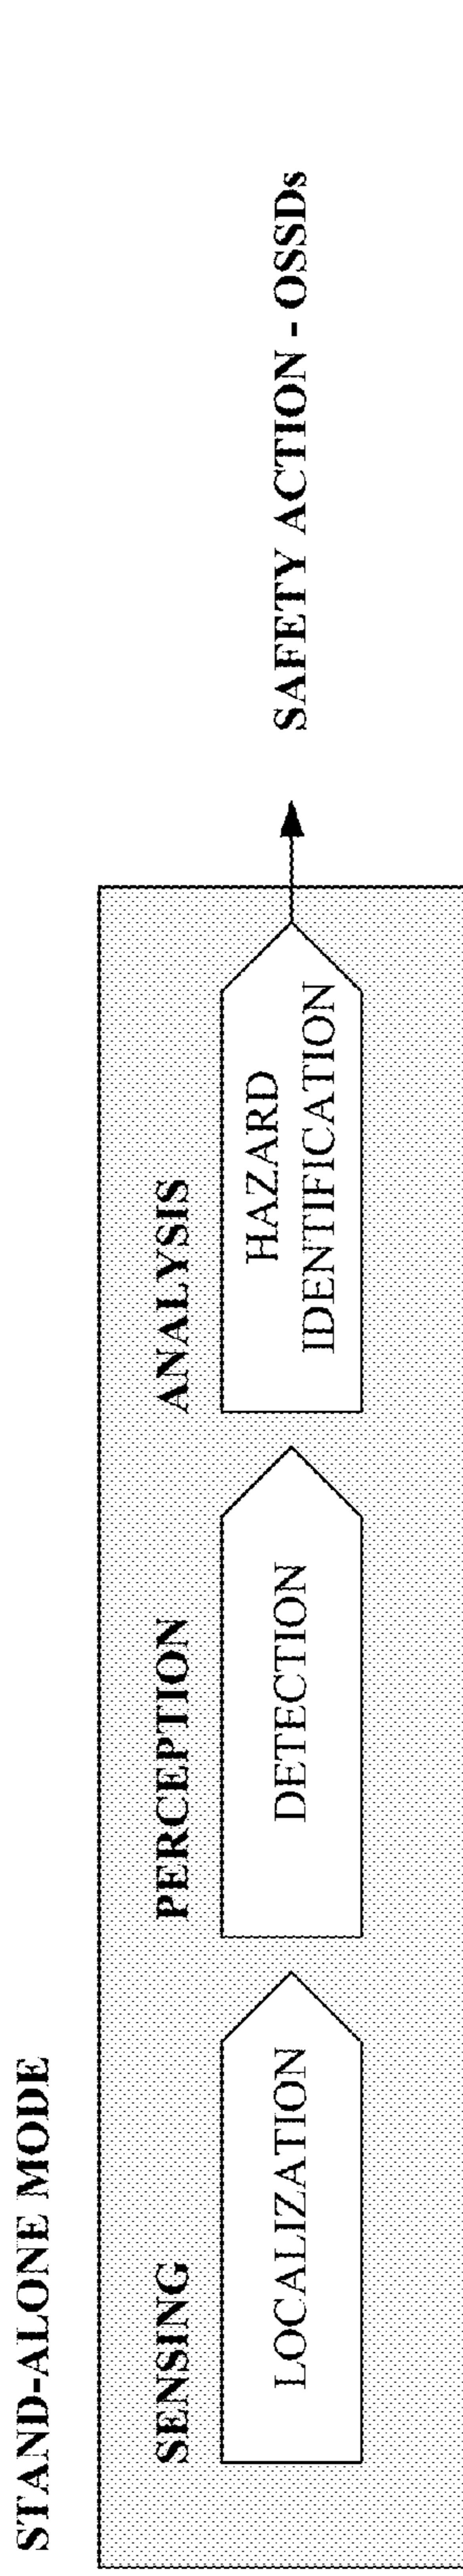 STAND-ALONE MODE
SENSING
LOCALIZATION
PERCEPTION
DETECTION
ANALYSIS
HAZARD
IDENTIFICATION
SAFETY ACTION - OSSDs